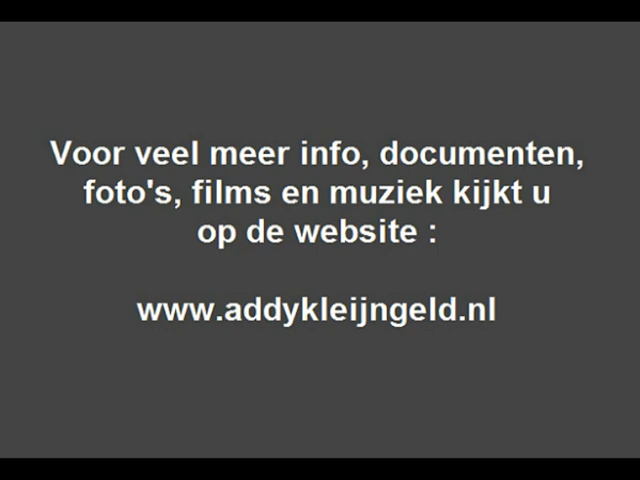 Voor veel meer info, documenten,
foto's, films en muziek kijkt u
op de website :
www.addykleijngeld.nl